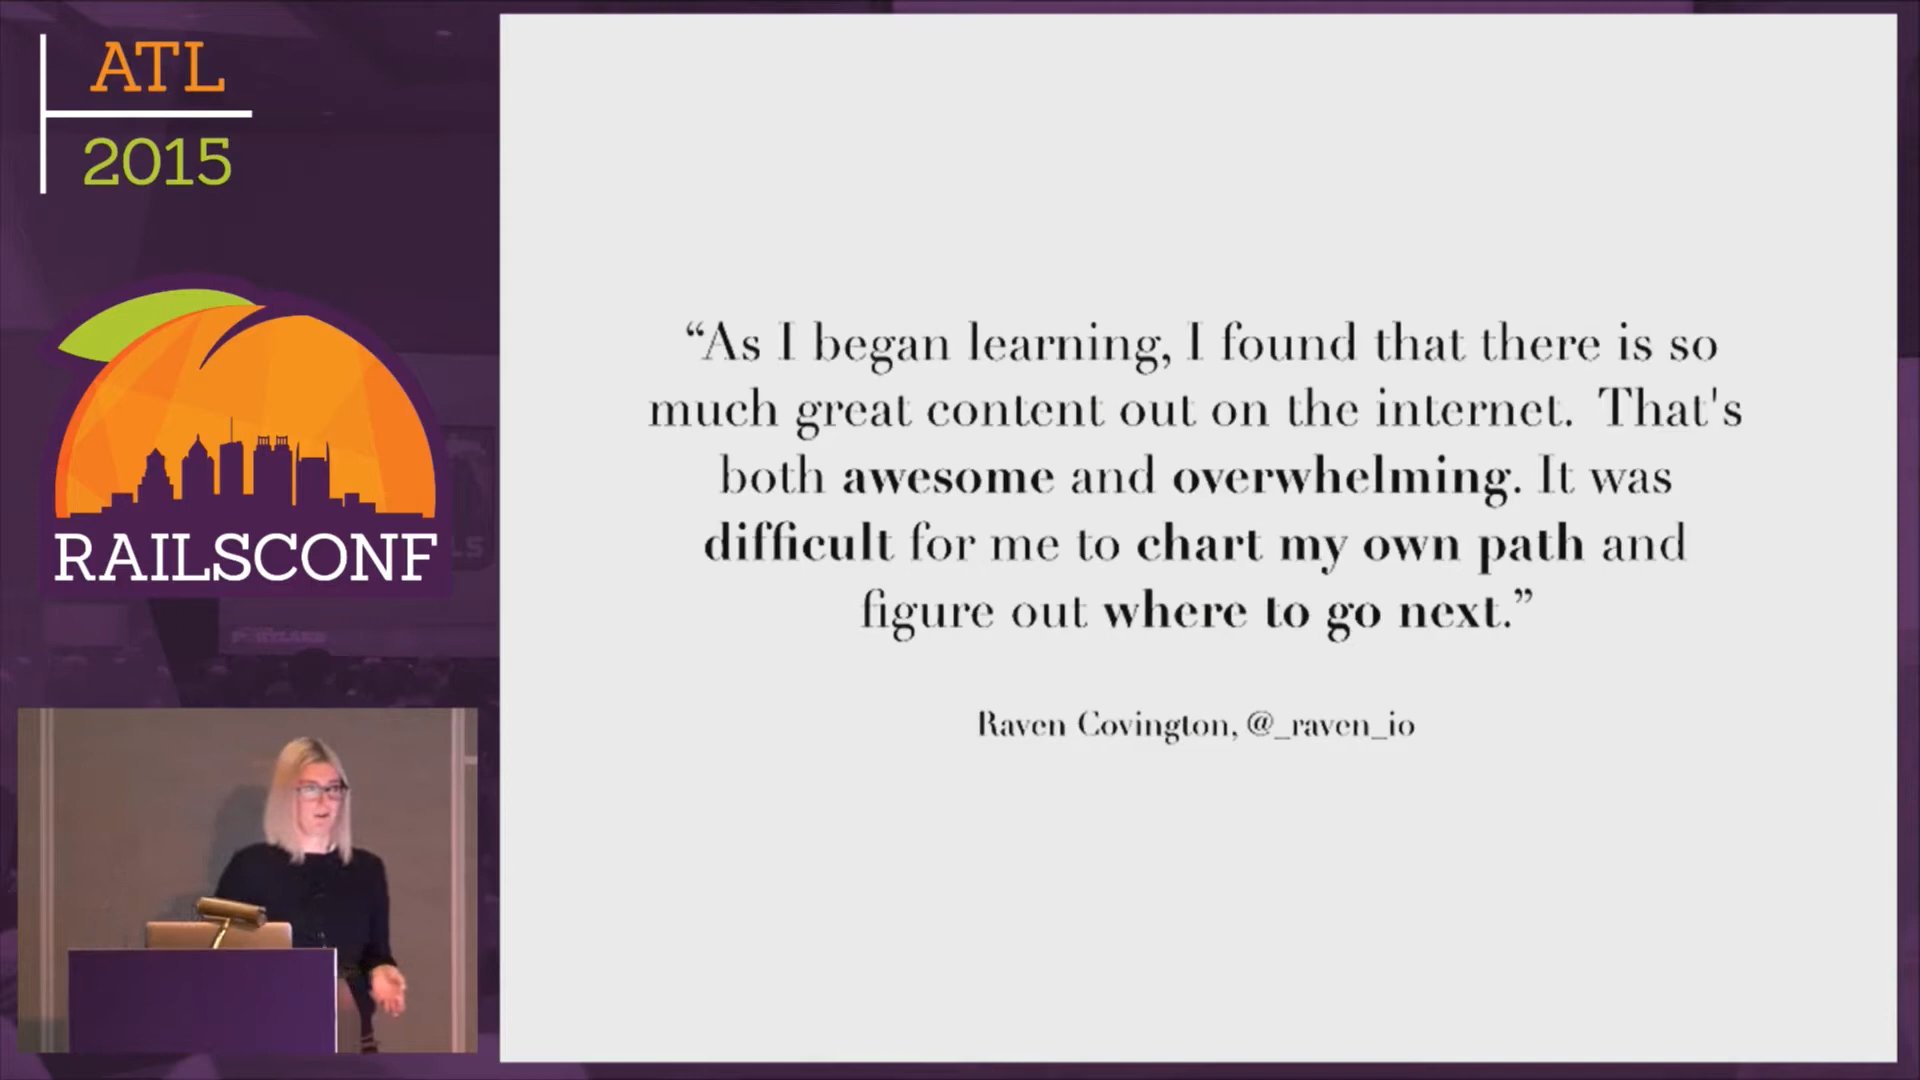 ATL
2015
RAILSCONF
“As I began learning, I found that there is so
much great content out on the internet.  That's
both awesome and overwhelming. It was
difficult for me to chart my own path and
figure out where to go next.”
Raven Covington, @_raven_io